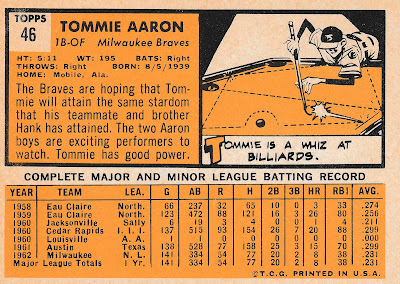 TOPPS
46
TOMMIE AARON
1B-OF Milwaukee Braves
HT: 5:11 WT: 195 BATS: Right
THROWS: Right BORN: 8/5/1939
HOME: Mobile, Ala.
The Braves are hoping that Tom-
mie will attain the same stardom
that his teammate and brother
Hank has attained. The two Aaron
boys are exciting performers to
watch. Tommie has good power.
TOMMIE IS A WHIZ AT
BILLIARDS.
COMPLETE MAJOR AND MINOR LEAGUE BATTING RECORD
YEAR TEAM LEA. G AB R H 2B 3B HR RBI AVG.
1958 Eau Claire North. 66 237 32 65 10 0 3 33 .274
1959 Eau Claire North. 123 472 88 121 16 3 26 80 .256
1960 Jacksonville Sally 6 19 3 4 0 0 0 0 .211
1960 Cedar Rapids I.I.I. 137 515 93 154 26 7 20 88 .299
1960 Louisville A.A. 1 1 0 0 0 0 0 0 .000
1961 Austin Texas 138 528 77 158 .299
1962 Milwaukee N.L. 141 334 54 77 20 2 8 38 .231
Major League Totals 1 Yr. 141 334 54 77 20 2 8 38 .231
©T.C.G. PRINTED IN U.S.A.